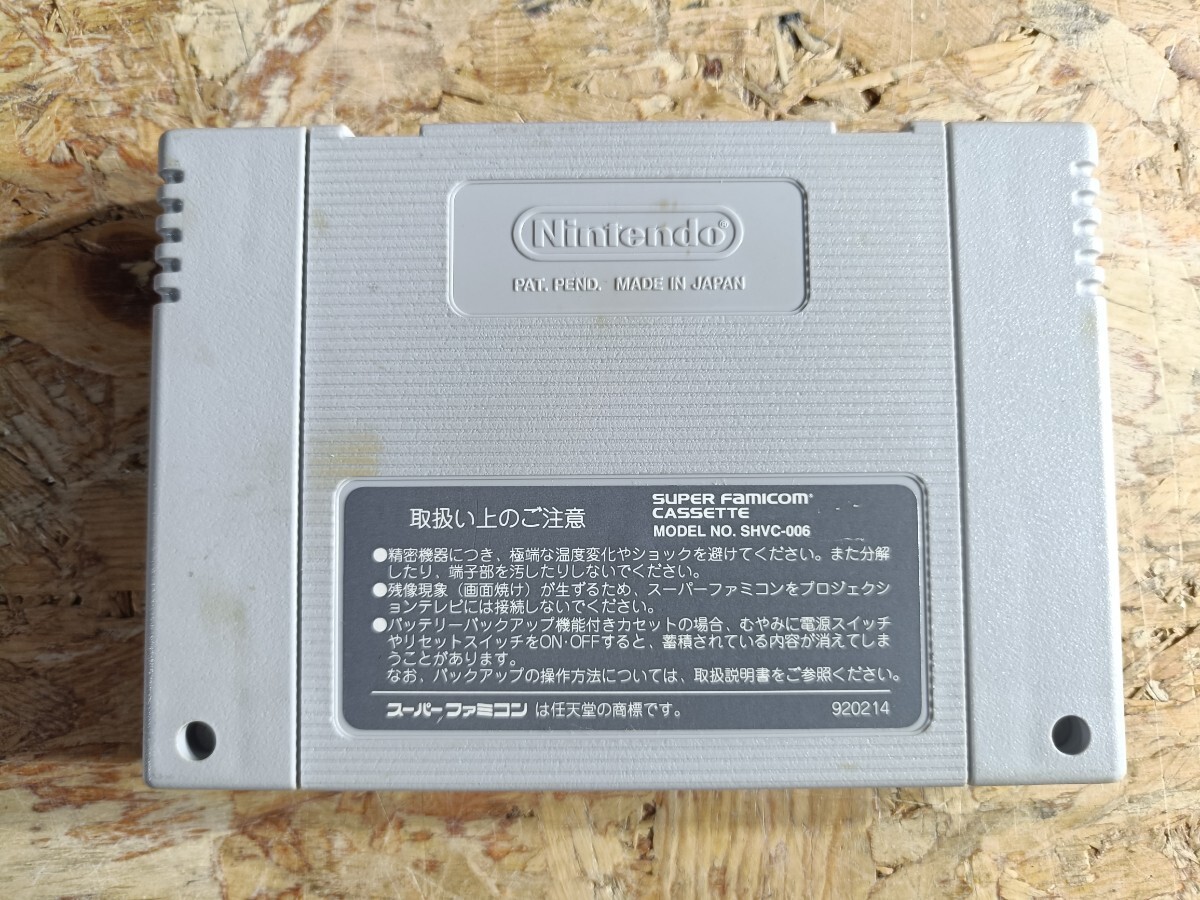 Nintendo®
PAT. PEND. MADE IN JAPAN
取扱い上のご注意
SUPER FAMICOM®
CASSETTE
MODEL NO. SHVC-006
●精密機器につき、極端な温度変化やショックを避けてください。また分解
したり、端子部を汚したりしないでください。
●残像現象（画面焼け）が生ずるため、スーパーファミコンをプロジェクシ
ョンテレビには接続しないでください。
●バッテリーバックアップ機能付きカセットの場合、むやみに電源スイッチ
やリセットスイッチをON・OFFすると、蓄積されている内容が消えてしま
うことがあります。
なお、バックアップの操作方法については、取扱説明書をご参照ください。
スーパーファミコン は任天堂の商標です。 920214